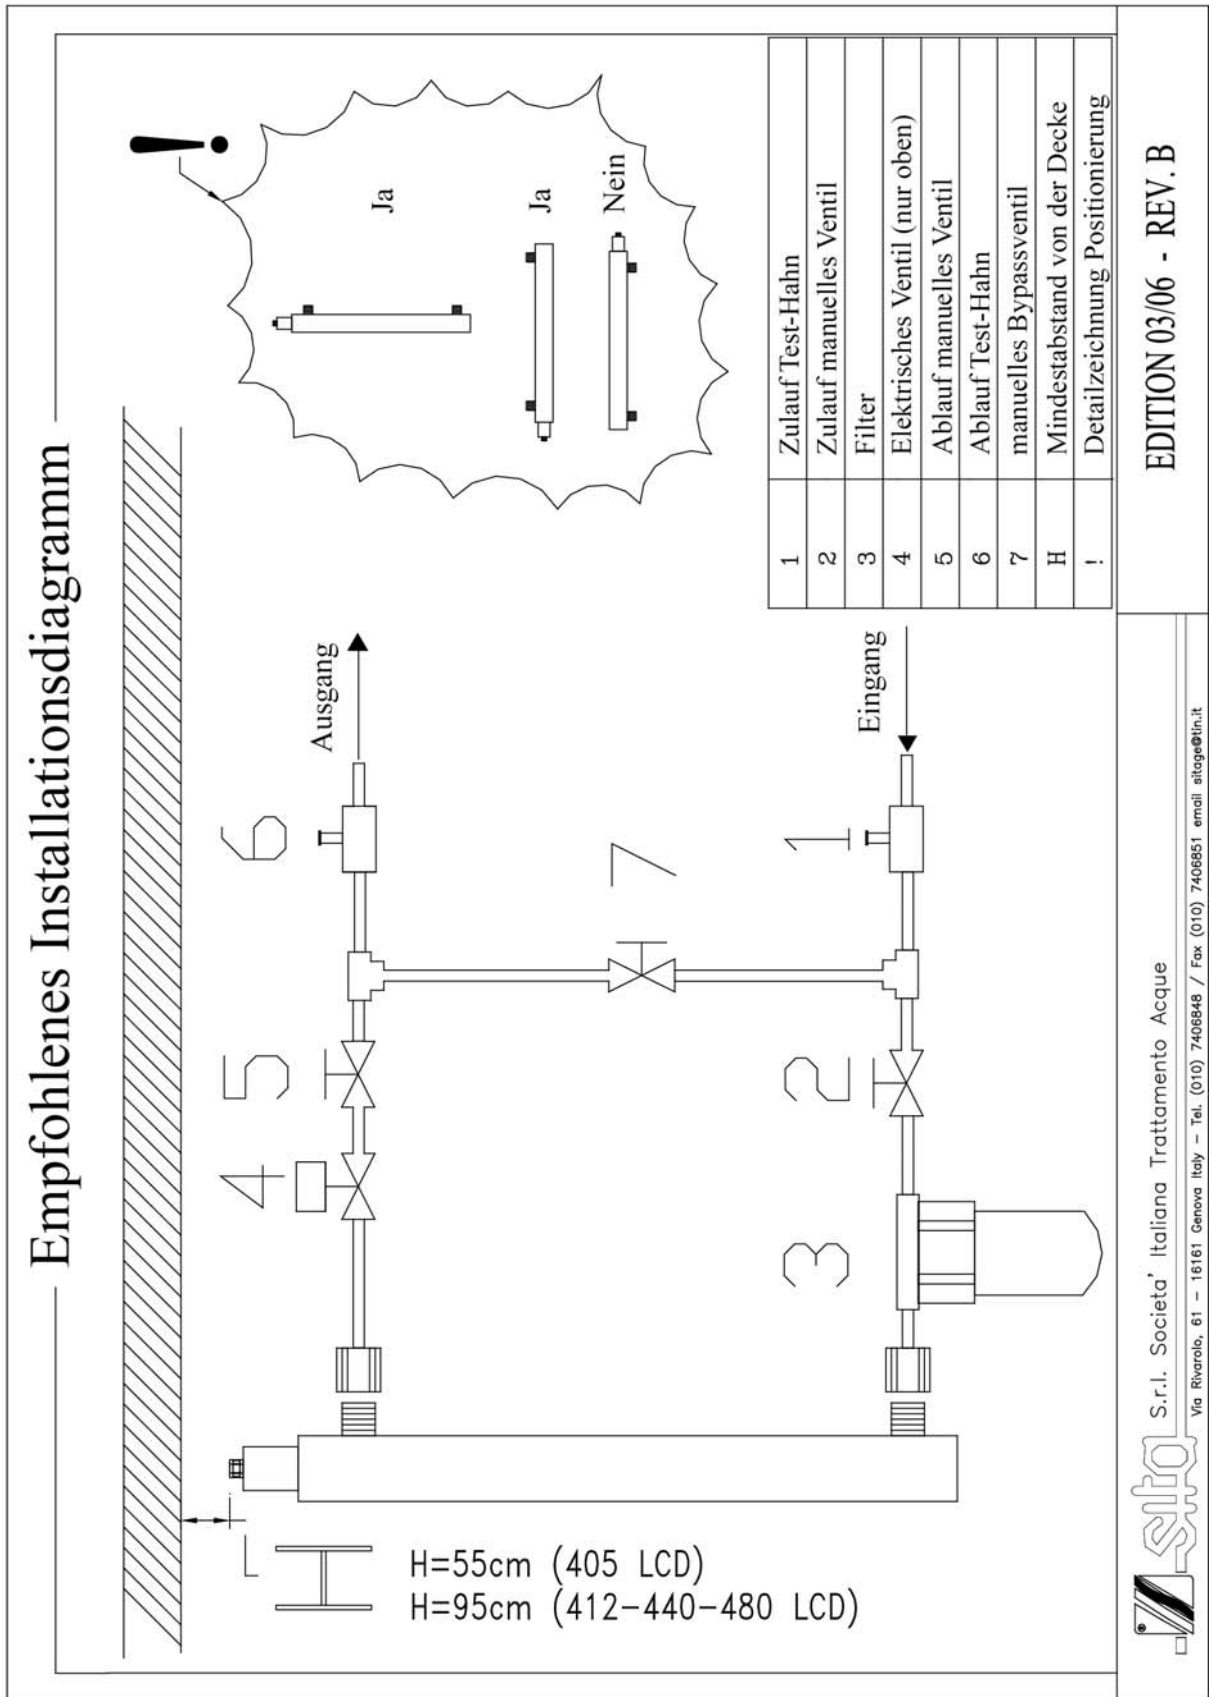 Empfohlenes Installationsdiagramm
!
Ja
Ja
Nein
H
H=55cm (405 LCD)
H=95cm (412-440-480 LCD)
4
5
6
Ausgang
7
3
2
1
Eingang
1 Zulauf Test-Hahn
2 Zulauf manuelles Ventil
3 Filter
4 Elektrisches Ventil (nur oben)
5 Ablauf manuelles Ventil
6 Ablauf Test-Hahn
7 manuelles Bypassventil
H Mindestabstand von der Decke
! Detailzeichnung Positionierung
® sita S.r.l. Societa' Italiana Trattamento Acque
Via Rivarolo, 61 - 16161 Genova Italy - Tel. (010) 7406848 / Fax (010) 7406851 email sitage@tin.it
EDITION 03/06 - REV. B